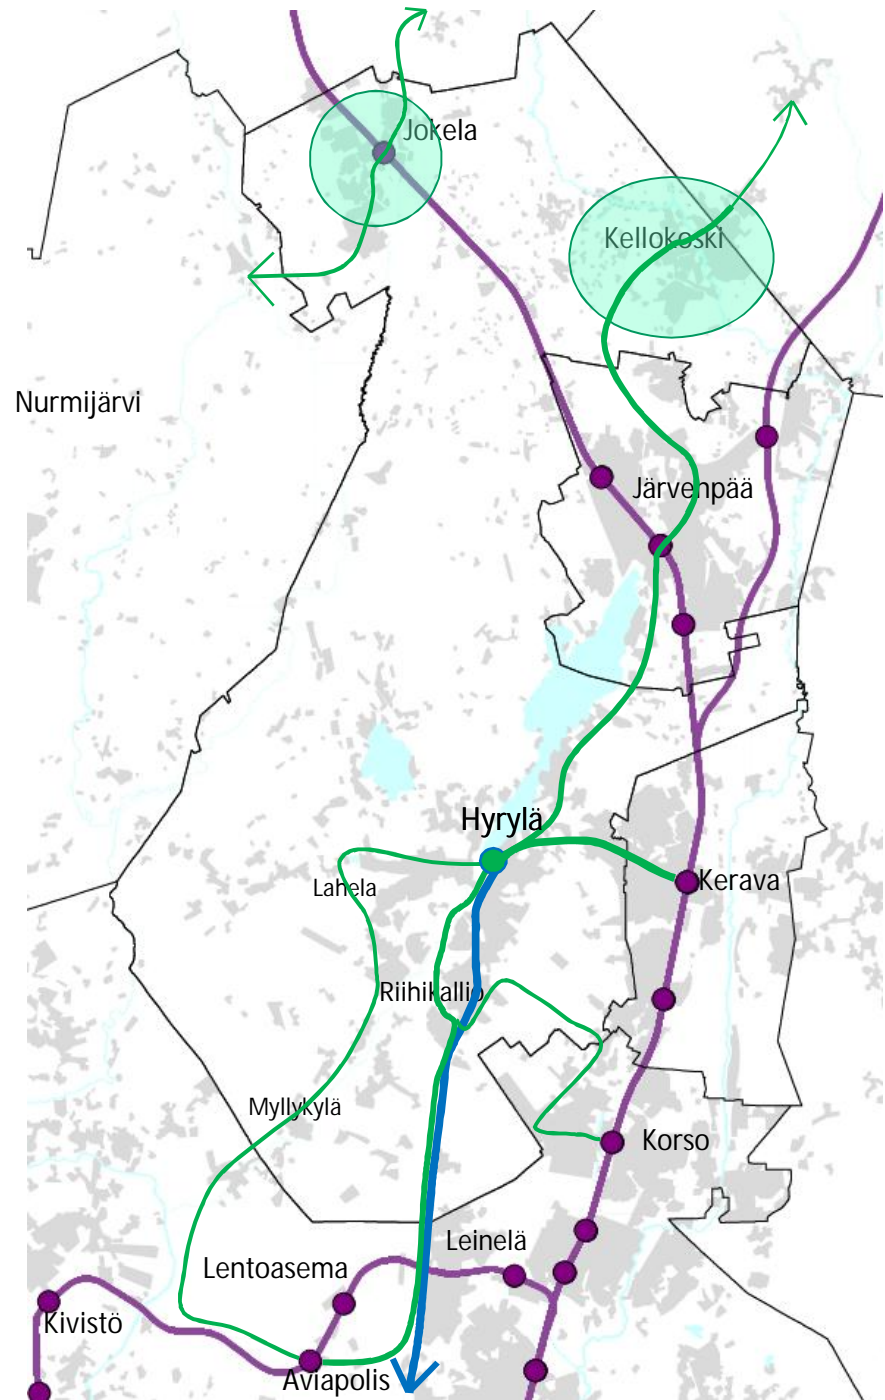 Jokela
Kellokoski
Nurmijärvi
Järvenpää
Hyrylä
Lahela
Kerava
Riihikallio
Myllykylä
Korso
Leinelä
Lentoasema
Kivistö
Aviapolis